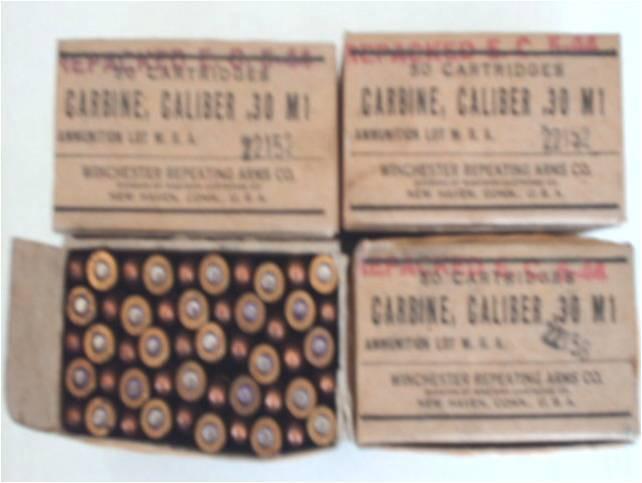 REPACKED E. C. 5-44
50 CARTRIDGES
CARBINE, CALIBER .30 M1
AMMUNITION LOT W. R. A. 22152
WINCHESTER REPEATING ARMS CO.
NEW HAVEN, CONN., U. S. A.
REPACKED E. C. 5-44
50 CARTRIDGES
CARBINE, CALIBER .30 M1
AMMUNITION LOT W. R. A. 22152
WINCHESTER REPEATING ARMS CO.
NEW HAVEN, CONN., U. S. A.
REPACKED E. C.
50 CARTRIDGES
CARBINE, CALIBER .30 M1
AMMUNITION LOT W. R. A.
WINCHESTER REPEATING ARMS CO.
NEW HAVEN, CONN., U. S. A.